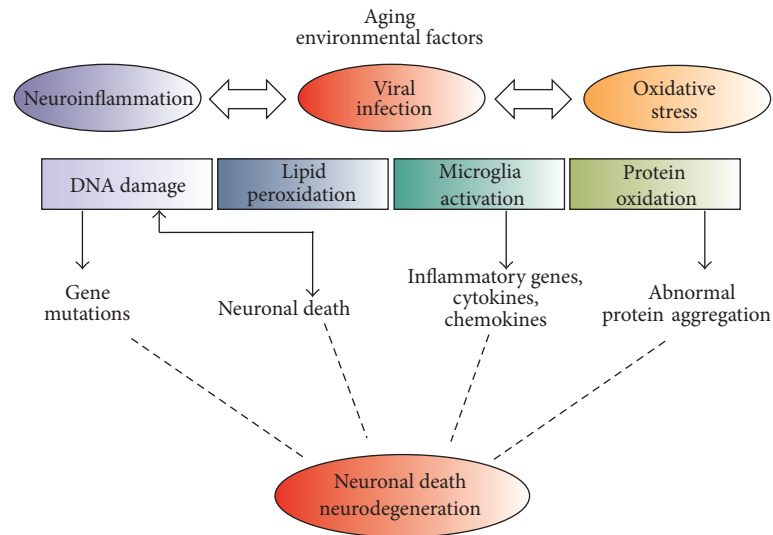 Aging
environmental factors
Neuroinflammation
Viral
infection
Oxidative
stress
DNA damage
Lipid
peroxidation
Microglia
activation
Protein
oxidation
Gene
mutations
Neuronal death
Inflammatory genes,
cytokines,
chemokines
Abnormal
protein aggregation
Neuronal death
neurodegeneration